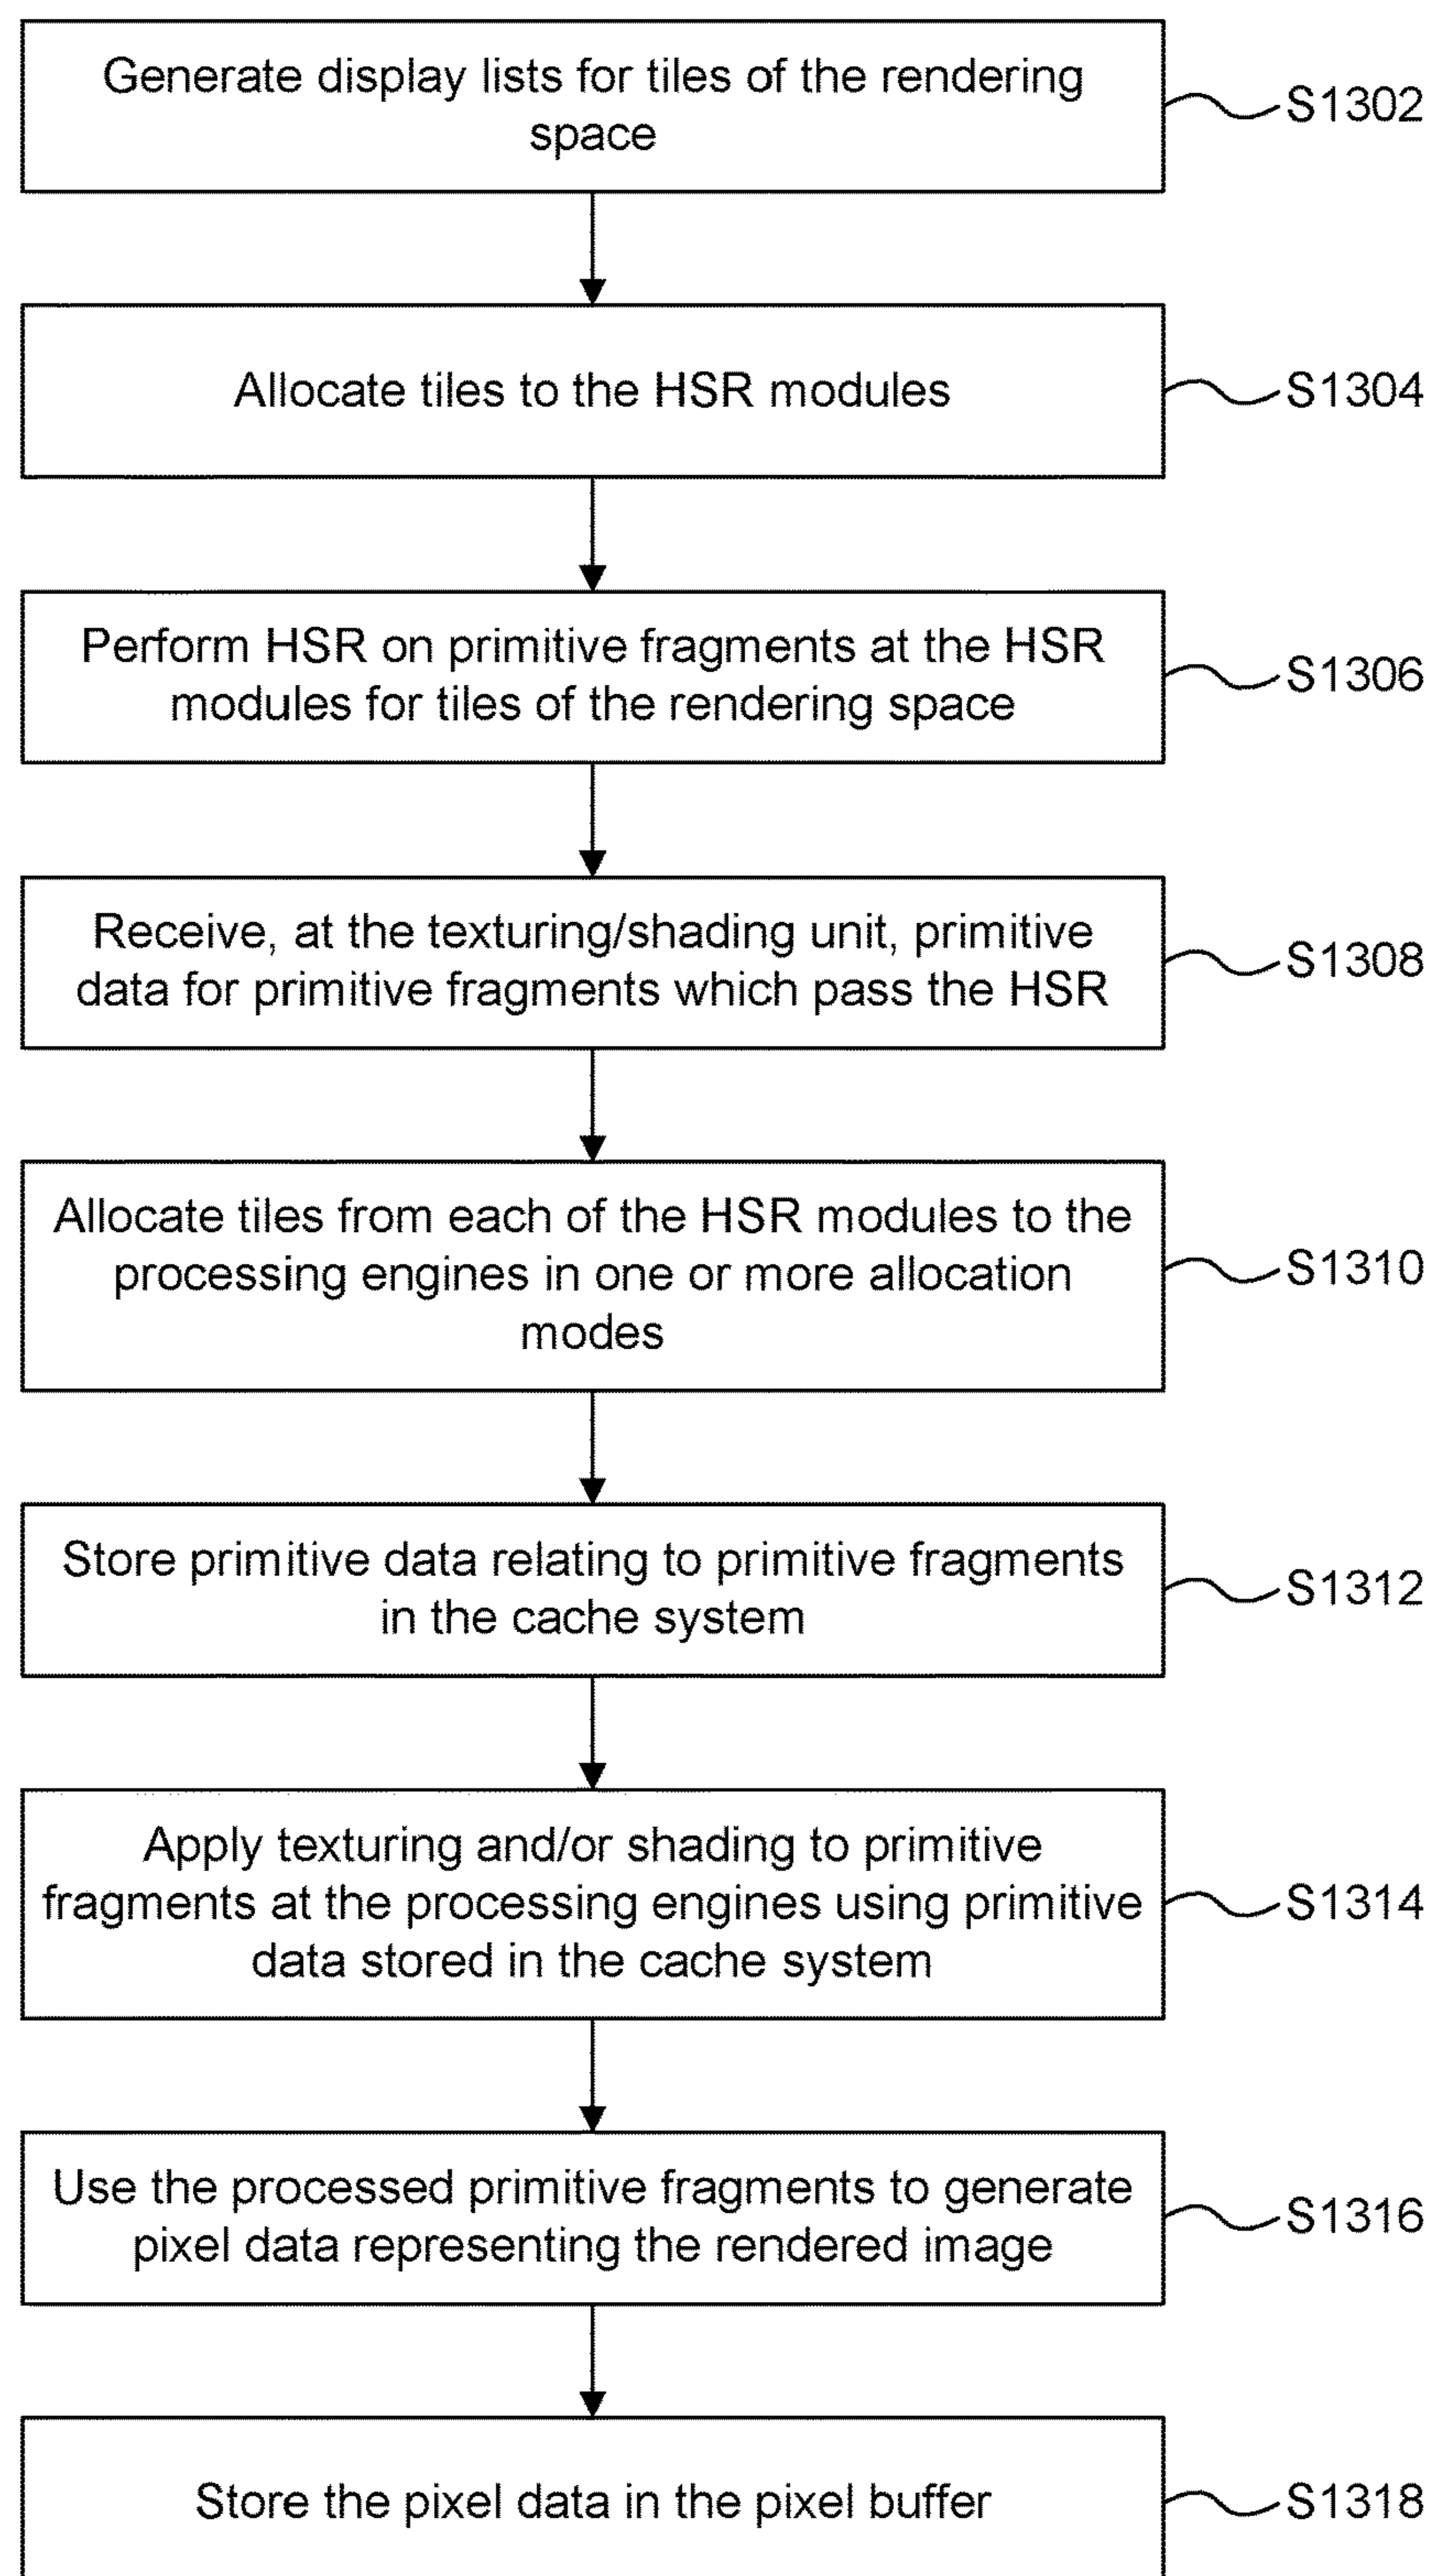 Generate display lists for tiles of the rendering
space
S1302
Allocate tiles to the HSR modules
S1304
Perform HSR on primitive fragments at the HSR
modules for tiles of the rendering space
S1306
Receive, at the texturing/shading unit, primitive
data for primitive fragments which pass the HSR
S1308
Allocate tiles from each of the HSR modules to the
processing engines in one or more allocation
modes
S1310
Store primitive data relating to primitive fragments
in the cache system
S1312
Apply texturing and/or shading to primitive
fragments at the processing engines using primitive
data stored in the cache system
S1314
Use the processed primitive fragments to generate
pixel data representing the rendered image
S1316
Store the pixel data in the pixel buffer
S1318